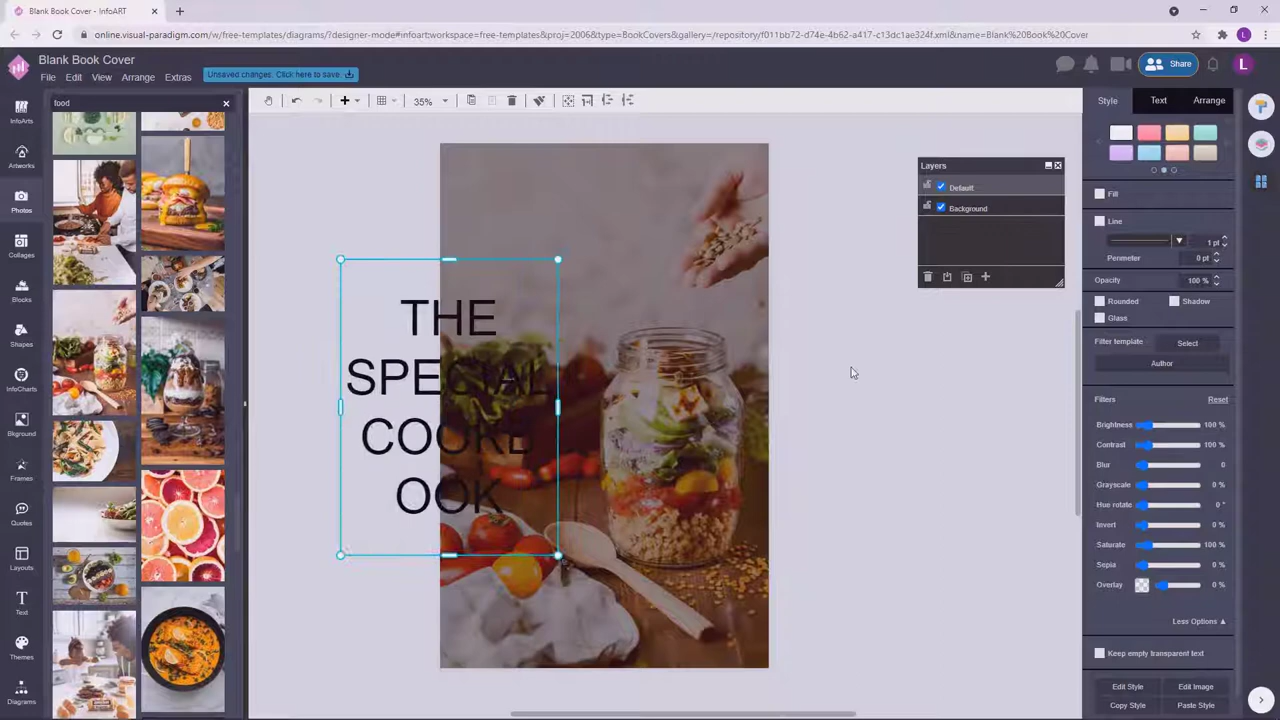 Blank Book Cover - InfoART
online.visual-paradigm.com/w/free-templates/diagrams/?designer-mode#infoart:workspace=free-templates&proj=2006&type=BookCovers&gallery=/repository/f011bb72-d74e-4b62-a417-c13dc1ae324f.xml&name=Blank%20Book%20Cover
Blank Book Cover
File Edit View Arrange Extras
Unsaved changes. Click here to save.
Share
L
food
35%
Style Text Arrange
InfoArts
Artworks
Photos
Collages
Blocks
Shapes
InfoCharts
Bkground
Frames
Quotes
Layouts
Text
Themes
Diagrams
THE
SPECIAL
COOKB
OOK
Layers
Default
Background
Fill
Line
1 pt
Perimeter 0 pt
Opacity 100 %
Rounded Shadow
Glass
Filter template Select
Author
Filters Reset
Brightness 100 %
Contrast 100 %
Blur 0
Grayscale 0 %
Hue rotate 0 °
Invert 0 %
Saturate 100 %
Sepia 0 %
Overlay 0 %
Less Options
Keep empty transparent text
Edit Style Edit Image
Copy Style Paste Style